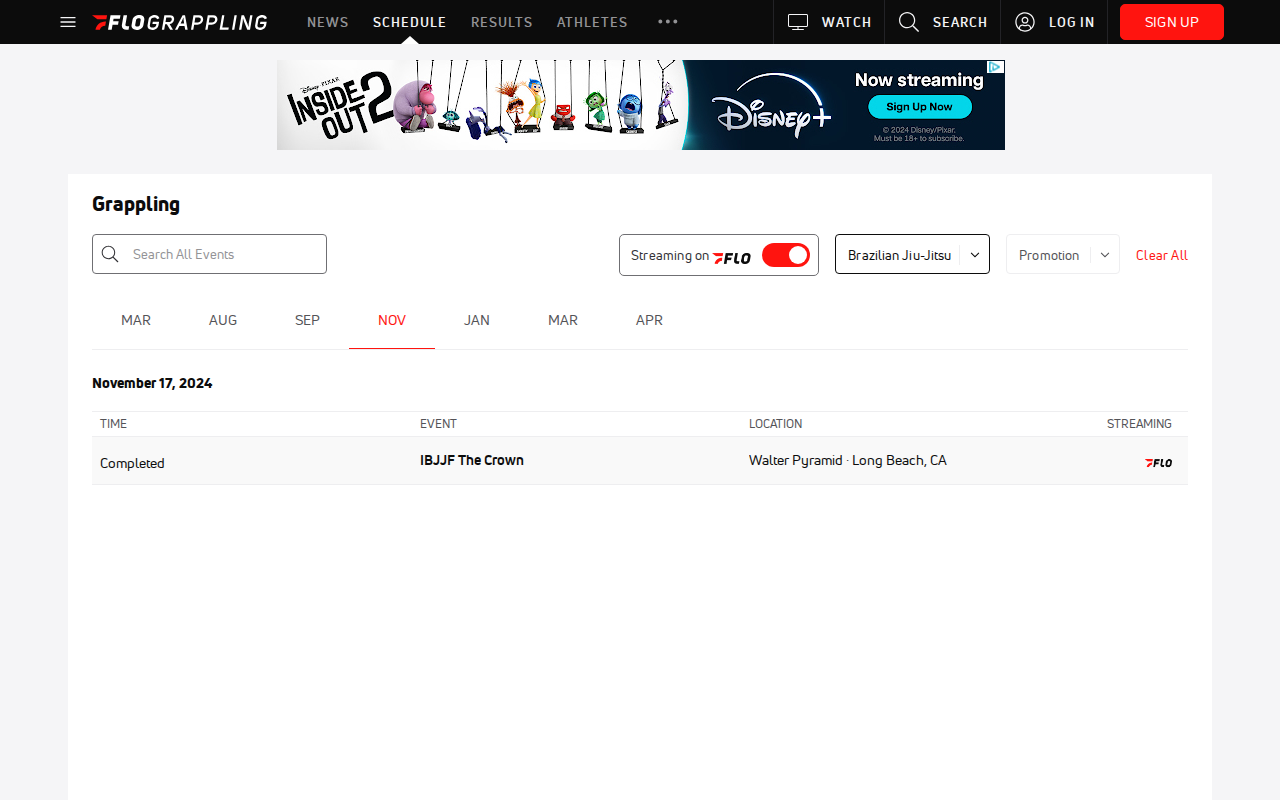 FLOGRAPPLING
NEWS
SCHEDULE
RESULTS
ATHLETES
WATCH
SEARCH
LOG IN
SIGN UP
Disney PIXAR
INSIDE OUT 2
Disney+
Now streaming
Sign Up Now
© 2024 Disney/Pixar.
Must be 18+ to subscribe.
Grappling
Search All Events
Streaming on FLO
Brazilian Jiu-Jitsu
Promotion
Clear All
MAR
AUG
SEP
NOV
JAN
MAR
APR
November 17, 2024
TIME
EVENT
LOCATION
STREAMING
Completed
IBJJF The Crown
Walter Pyramid · Long Beach, CA
FLO